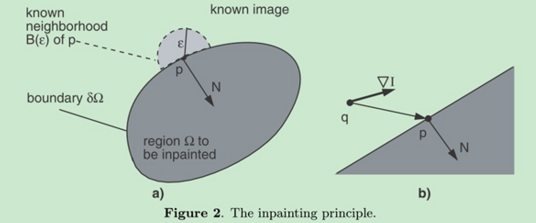 known
neighborhood
B(ε) of p
known image
ε
p
N
boundary δΩ
region Ω to
be inpainted
a)
∇I
q
p
N
b)
Figure 2. The inpainting principle.